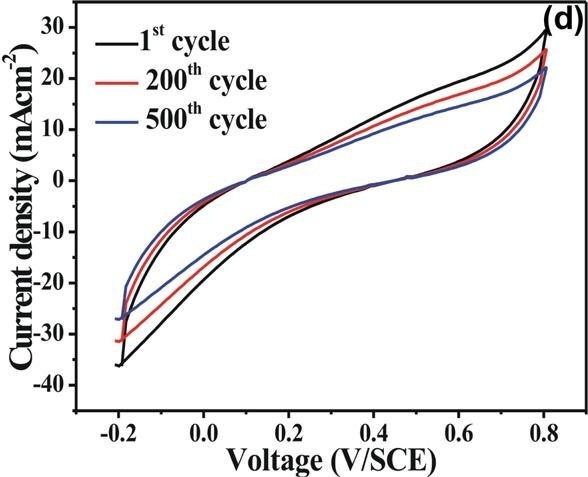 (d)
1st cycle
200th cycle
500th cycle
Current density (mAcm-2)
30
20
10
0
-10
-20
-30
-40
-0.2 0.0 0.2 0.4 0.6 0.8
Voltage (V/SCE)